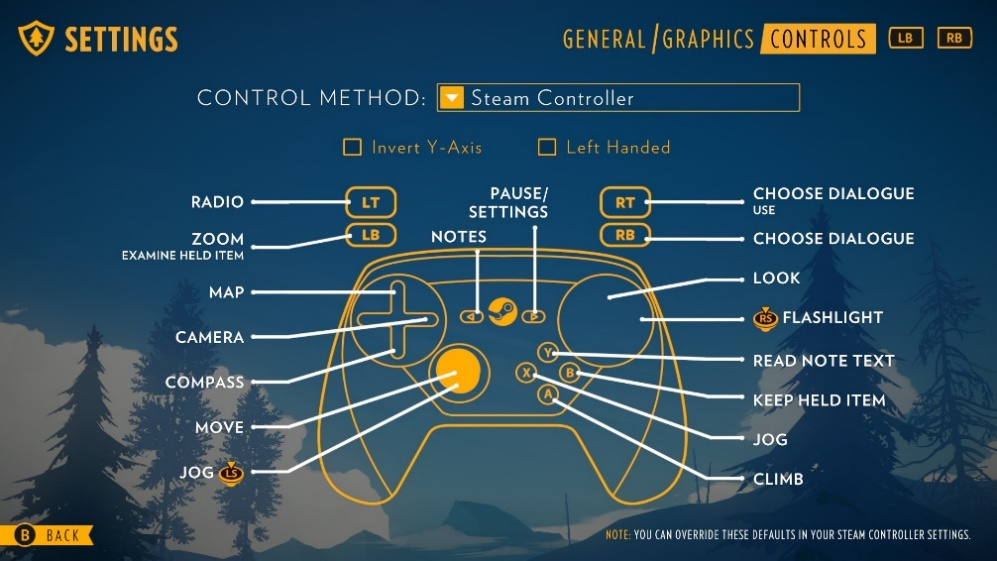 SETTINGS
GENERAL/GRAPHICS CONTROLS LB RB
CONTROL METHOD: Steam Controller
Invert Y-Axis Left Handed
RADIO LT
ZOOM LB
EXAMINE HELD ITEM
MAP
CAMERA
COMPASS
MOVE
JOG LS
PAUSE/
SETTINGS
NOTES
Y
X B
A
RT CHOOSE DIALOGUE
USE
RB CHOOSE DIALOGUE
LOOK
RS FLASHLIGHT
READ NOTE TEXT
KEEP HELD ITEM
JOG
CLIMB
B BACK
NOTE: YOU CAN OVERRIDE THESE DEFAULTS IN YOUR STEAM CONTROLLER SETTINGS.